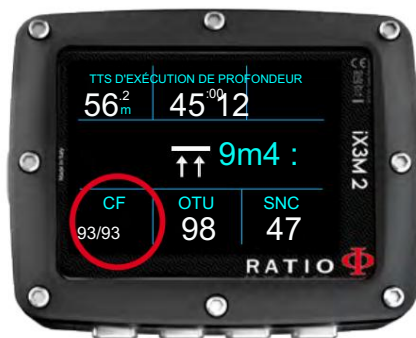 TTS D'EXÉCUTION DE PROFONDEUR
56.2 m 45:00 12
9m4 :
CF OTU SNC
93/93 98 47
RATIO
iX3M 2
Made in Italy
CE